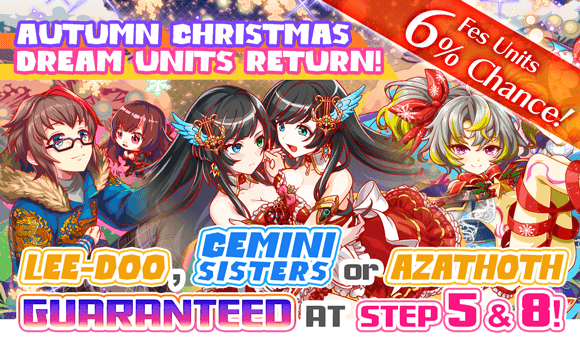 AUTUMN CHRISTMAS
DREAM UNITS RETURN!
Fes Units
6% Chance!
LEE-DOO, GEMINI SISTERS or AZATHOTH
GUARANTEED AT STEP 5 & 8!